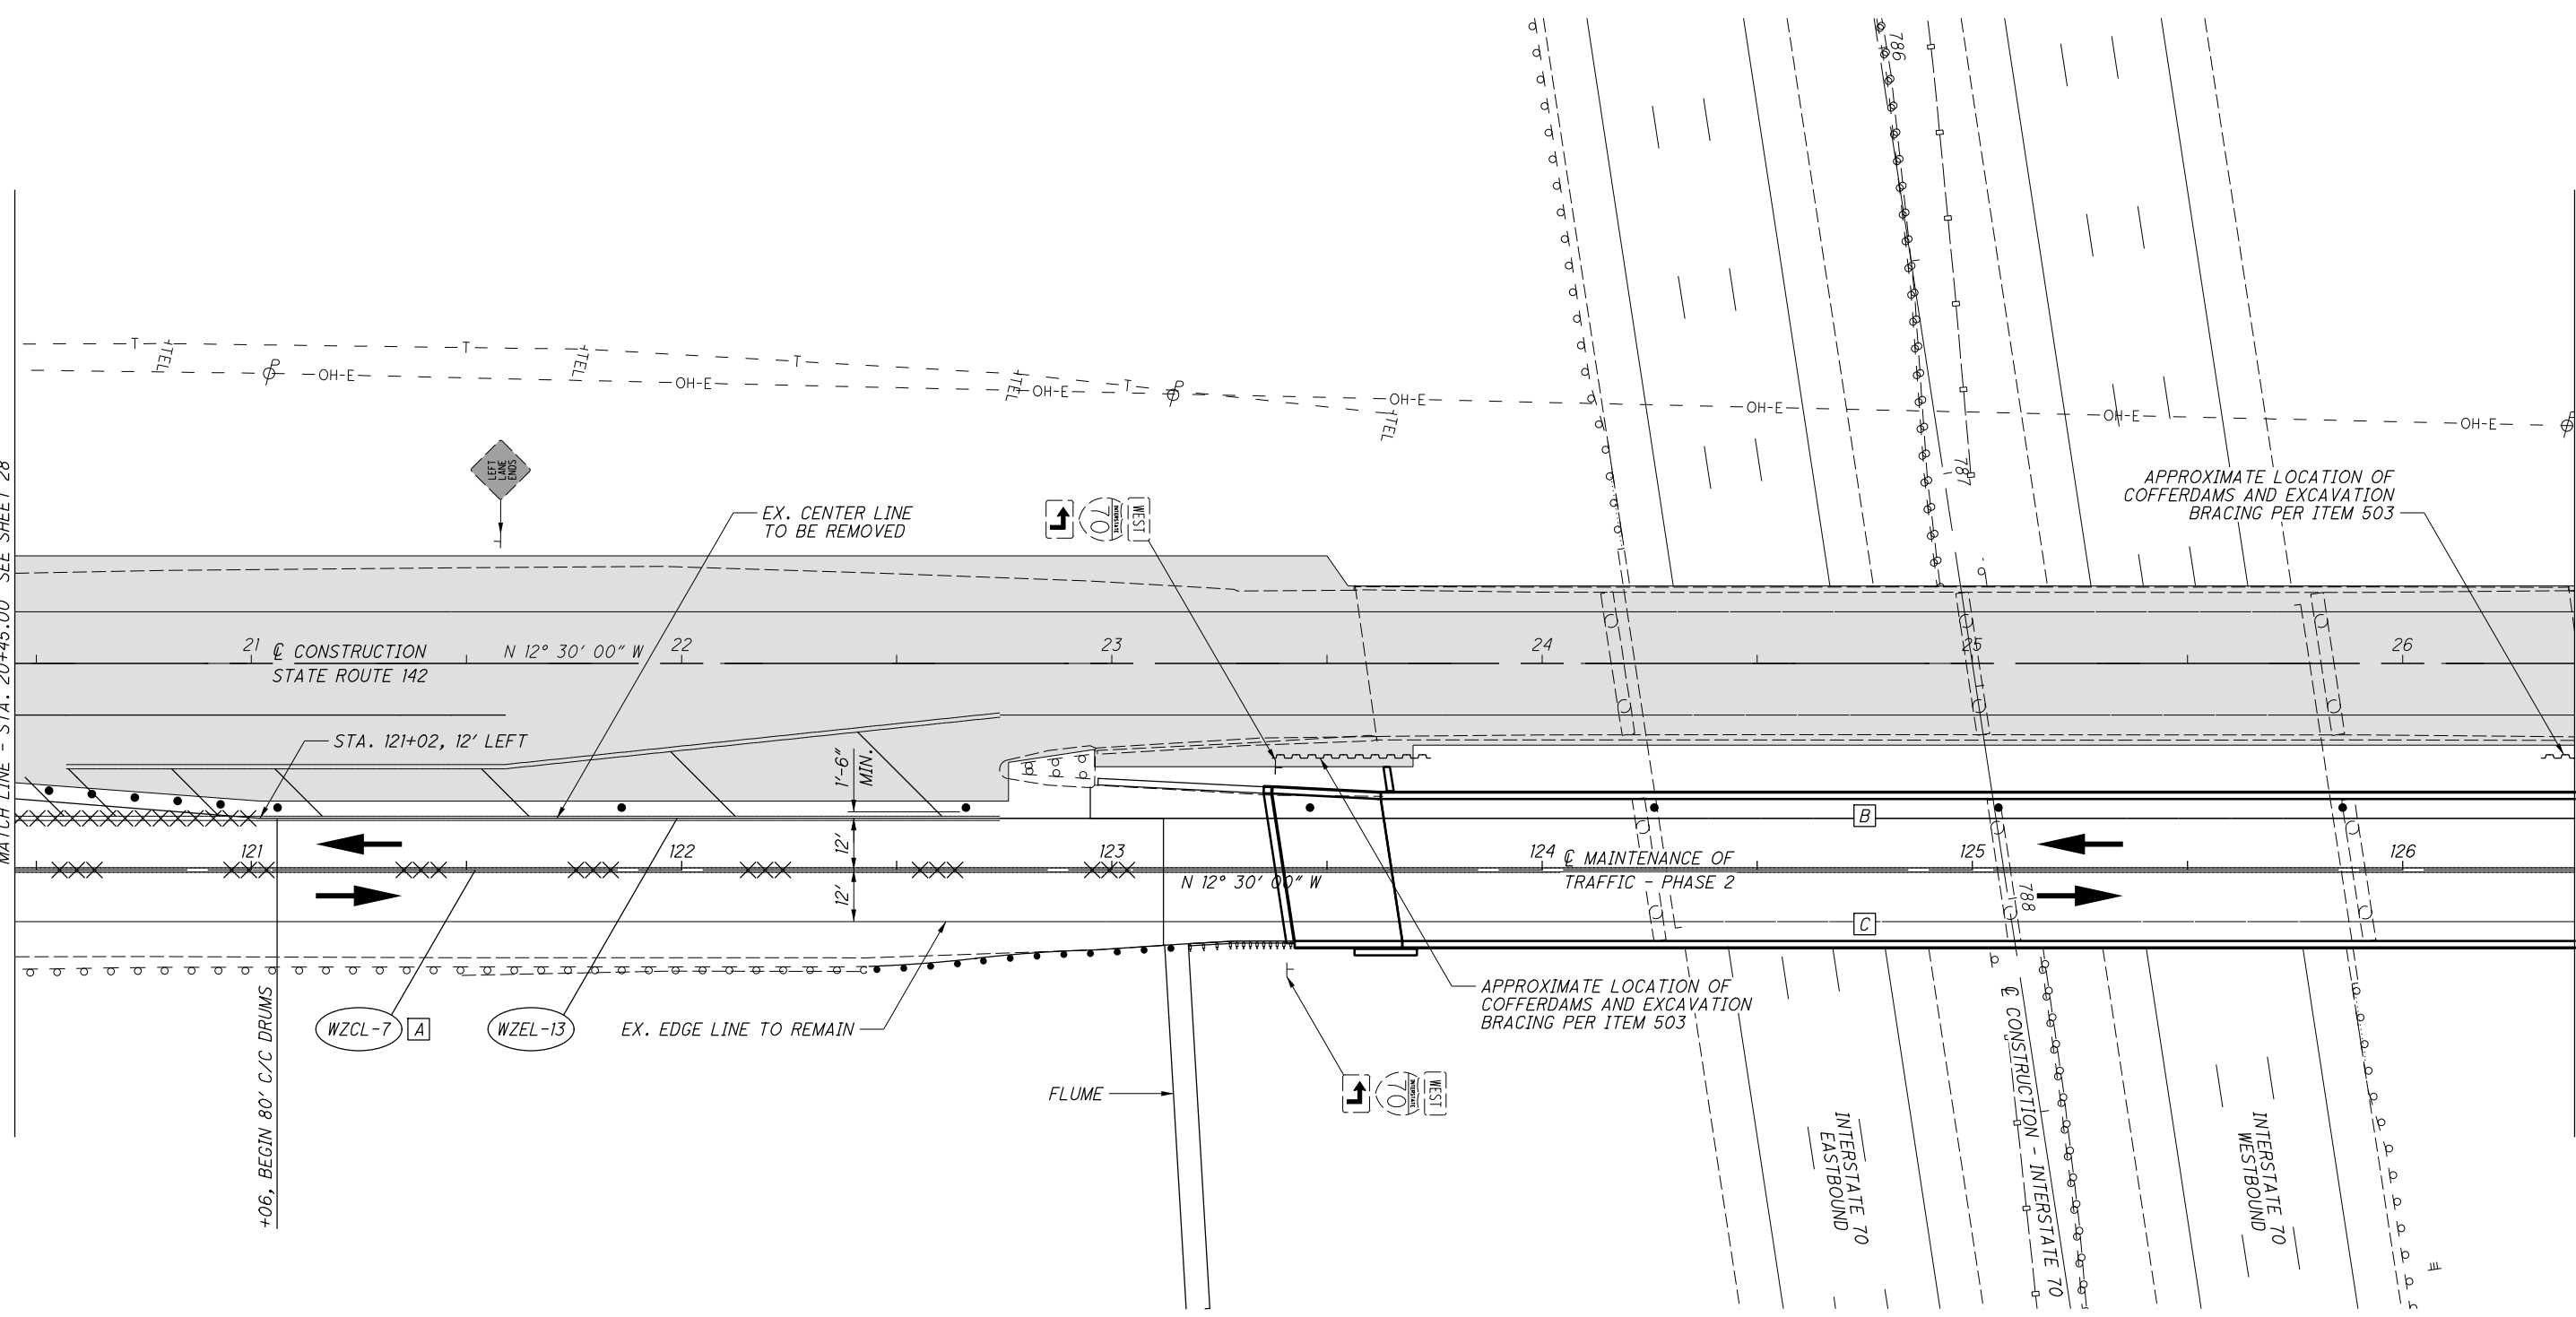 MATCH LINE - STA. 20+45.00 SEE SHEET 28
T
T
T
T
TEL
TEL
TEL
TEL
P
P
P
OH-E
OH-E
OH-E
OH-E
OH-E
OH-E
OH-E
LEFT
LANE
ENDS
EX. CENTER LINE
TO BE REMOVED
WEST
INTERSTATE
70
786
787
APPROXIMATE LOCATION OF
COFFERDAMS AND EXCAVATION
BRACING PER ITEM 503
21
22
23
24
25
26
℄ CONSTRUCTION
STATE ROUTE 142
N 12° 30' 00" W
STA. 121+02, 12' LEFT
1'-6"
MIN.
12'
12'
B
121
122
123
124
125
126
℄ MAINTENANCE OF
TRAFFIC - PHASE 2
N 12° 30' 00" W
788
C
+06, BEGIN 80' C/C DRUMS
WZCL-7
A
WZEL-13
EX. EDGE LINE TO REMAIN
APPROXIMATE LOCATION OF
COFFERDAMS AND EXCAVATION
BRACING PER ITEM 503
FLUME
WEST
INTERSTATE
70
INTERSTATE 70
EASTBOUND
℄ CONSTRUCTION - INTERSTATE 70
INTERSTATE 70
WESTBOUND